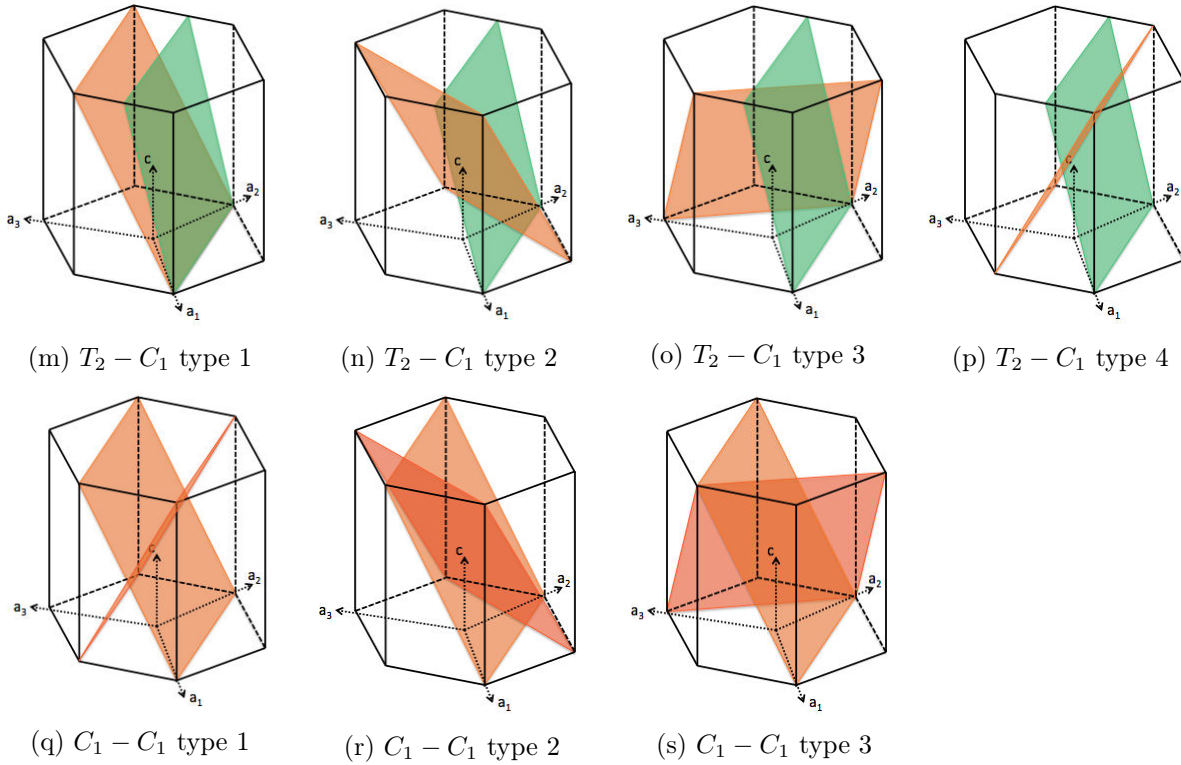 c
a₂
a₃
a₁
c
a₂
a₃
a₁
c
a₂
a₃
a₁
c
a₂
a₃
a₁
(m) T₂ − C₁ type 1
(n) T₂ − C₁ type 2
(o) T₂ − C₁ type 3
(p) T₂ − C₁ type 4
c
a₂
a₃
a₁
c
a₂
a₃
a₁
c
a₂
a₃
a₁
(q) C₁ − C₁ type 1
(r) C₁ − C₁ type 2
(s) C₁ − C₁ type 3